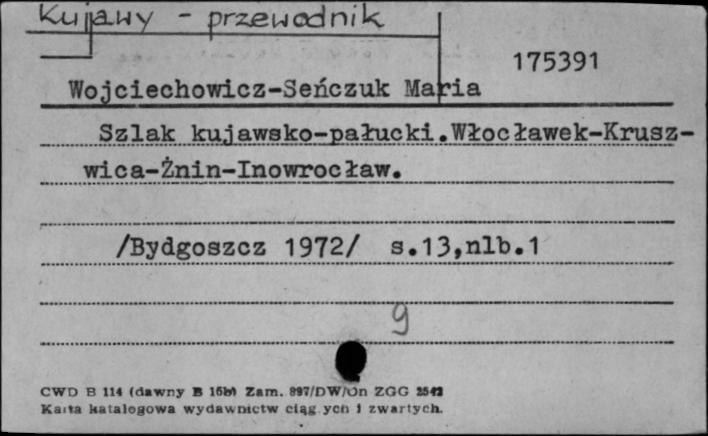 Kujawy - przewodnik
175391
Wojciechowicz-Seńczuk Maria
Szlak kujawsko-pałucki.Włocławek-Krusz-
wica-Żnin-Inowrocław.
/Bydgoszcz 1972/ s.13,nlb.1
9
CWD B 114 (dawny B 15b) Zam. 897/DW/On ZGG 2542
Karta katalogowa wydawnictw ciągłych i zwartych.